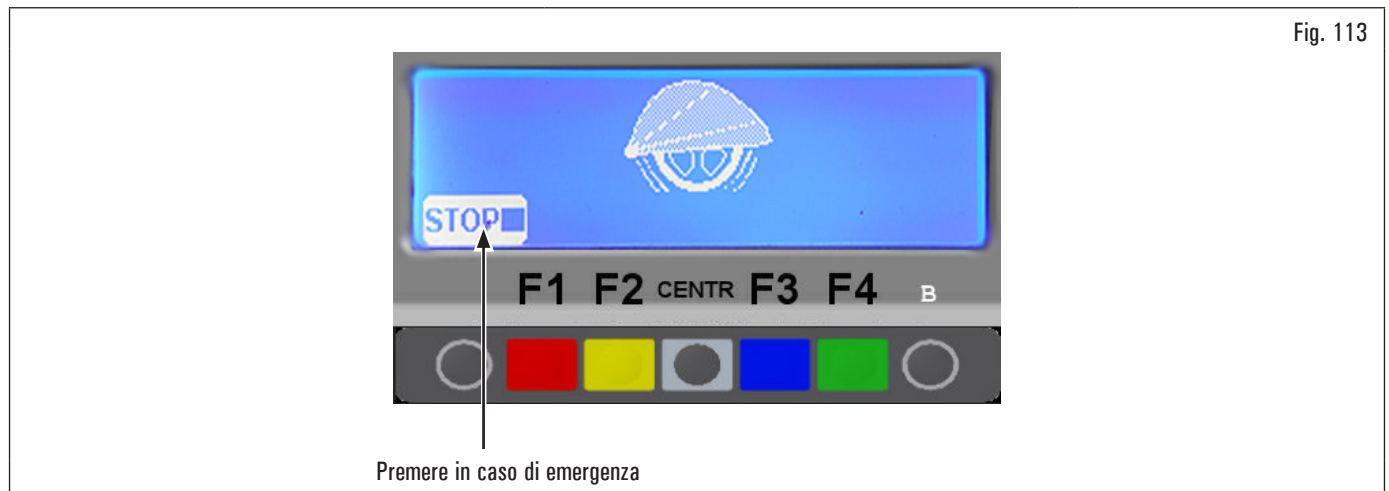 Fig. 113
STOP
F1 F2 CENTR F3 F4 B
Premere in caso di emergenza